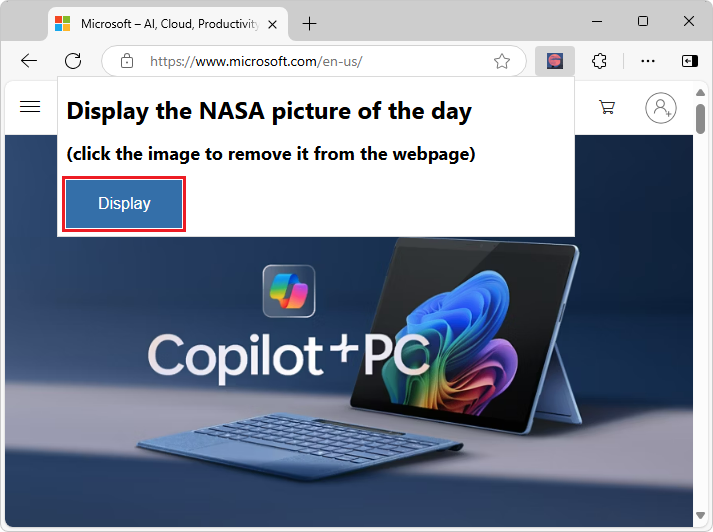 Microsoft – AI, Cloud, Productivity
https://www.microsoft.com/en-us/
Display the NASA picture of the day
(click the image to remove it from the webpage)
Display
Copilot+PC